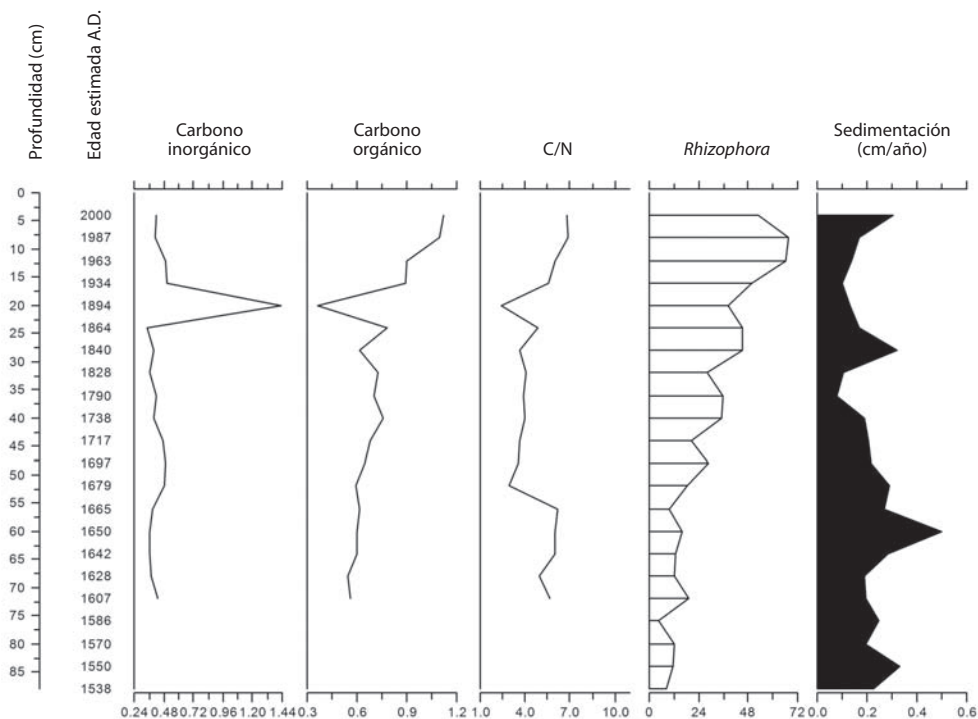 Profundidad (cm)
Edad estimada A.D.
Carbono
inorgánico
Carbono
orgánico
C/N
Rhizophora
Sedimentación
(cm/año)
0
5
10
15
20
25
30
35
40
45
50
55
60
65
70
75
80
85
2000
1987
1963
1934
1894
1864
1840
1828
1790
1738
1717
1697
1679
1665
1650
1642
1628
1607
1586
1570
1550
1538
0.24 0.48 0.72 0.96 1.20 1.44
0.3 0.6 0.9 1.2
1.0 4.0 7.0 10.0
0 24 48 72
0.0 0.2 0.4 0.6